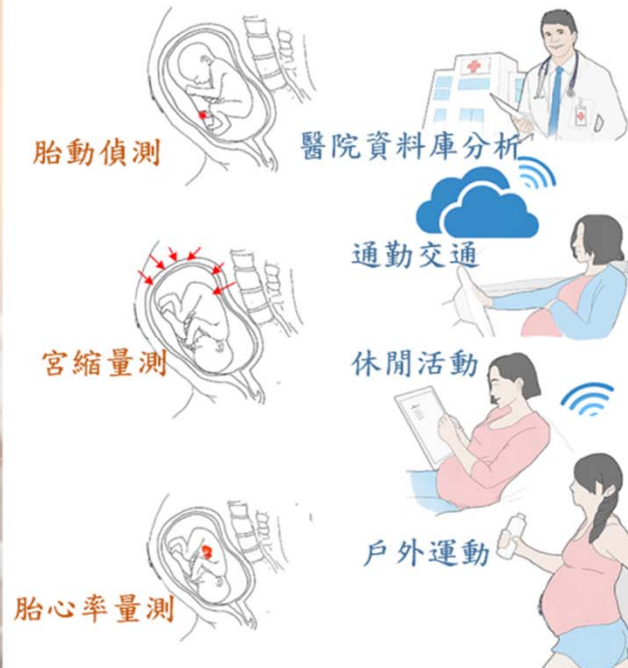 胎動偵測
醫院資料庫分析
通勤交通
宮縮量測
休閒活動
戶外運動
胎心率量測